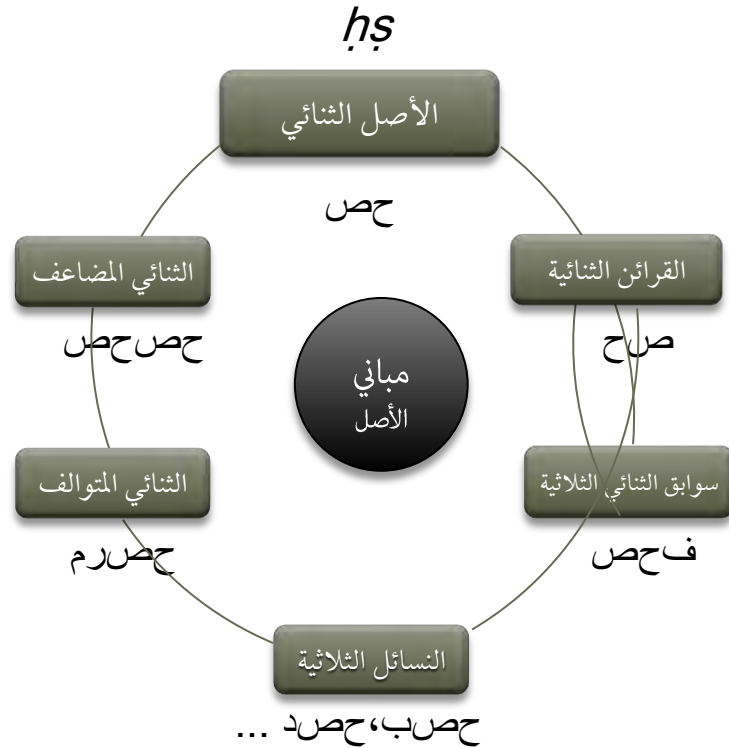 ḥṣ
الأصل الثنائي
حص
القرائن الثنائية
صح
الثنائي المضاعف
حصحص
مباني
الأصل
سوابق الثنائي الثلاثية
فحص
الثنائي المتوالف
حصرم
النسائل الثلاثية
حصب،حصد ...